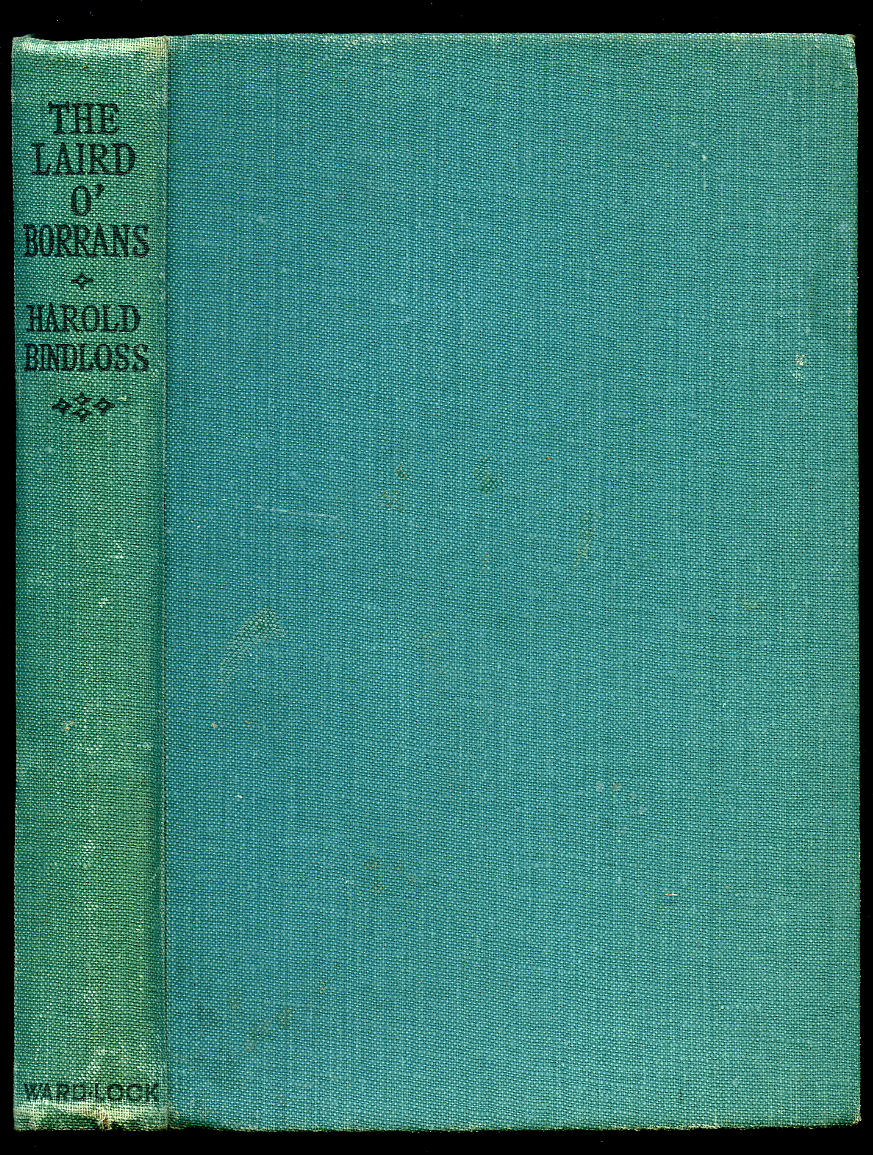 THE
LAIRD
O'
BORRANS
HAROLD
BINDLOSS
WARD·LOCK